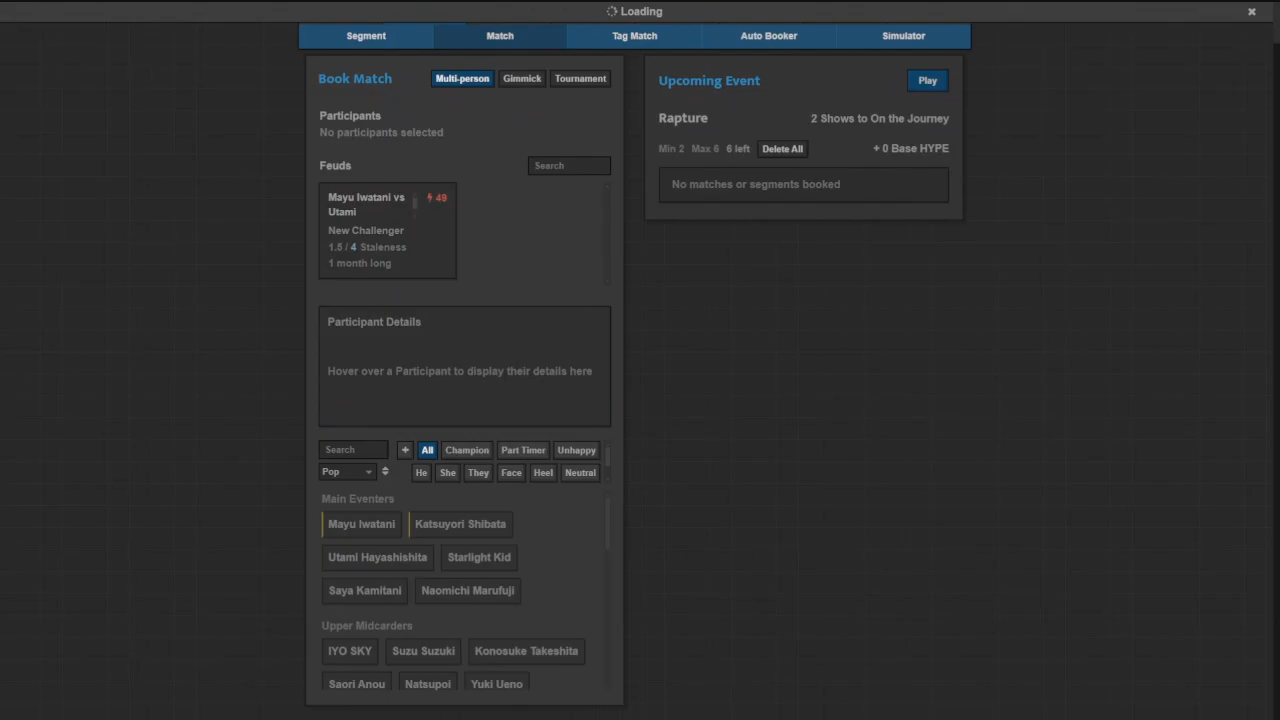 Loading
Segment
Match
Tag Match
Auto Booker
Simulator
Book Match
Multi-person
Gimmick
Tournament
Participants
No participants selected
Feuds
Search
Mayu Iwatani vs
Utami
49
New Challenger
1.5 / 4 Staleness
1 month long
Participant Details
Hover over a Participant to display their details here
Search
+
All
Champion
Part Timer
Unhappy
Pop
He
She
They
Face
Heel
Neutral
Main Eventers
Mayu Iwatani
Katsuyori Shibata
Utami Hayashishita
Starlight Kid
Saya Kamitani
Naomichi Marufuji
Upper Midcarders
IYO SKY
Suzu Suzuki
Konosuke Takeshita
Saori Anou
Natsupoi
Yuki Ueno
Upcoming Event
Play
Rapture
2 Shows to On the Journey
Min 2 Max 6 6 left
Delete All
+ 0 Base HYPE
No matches or segments booked